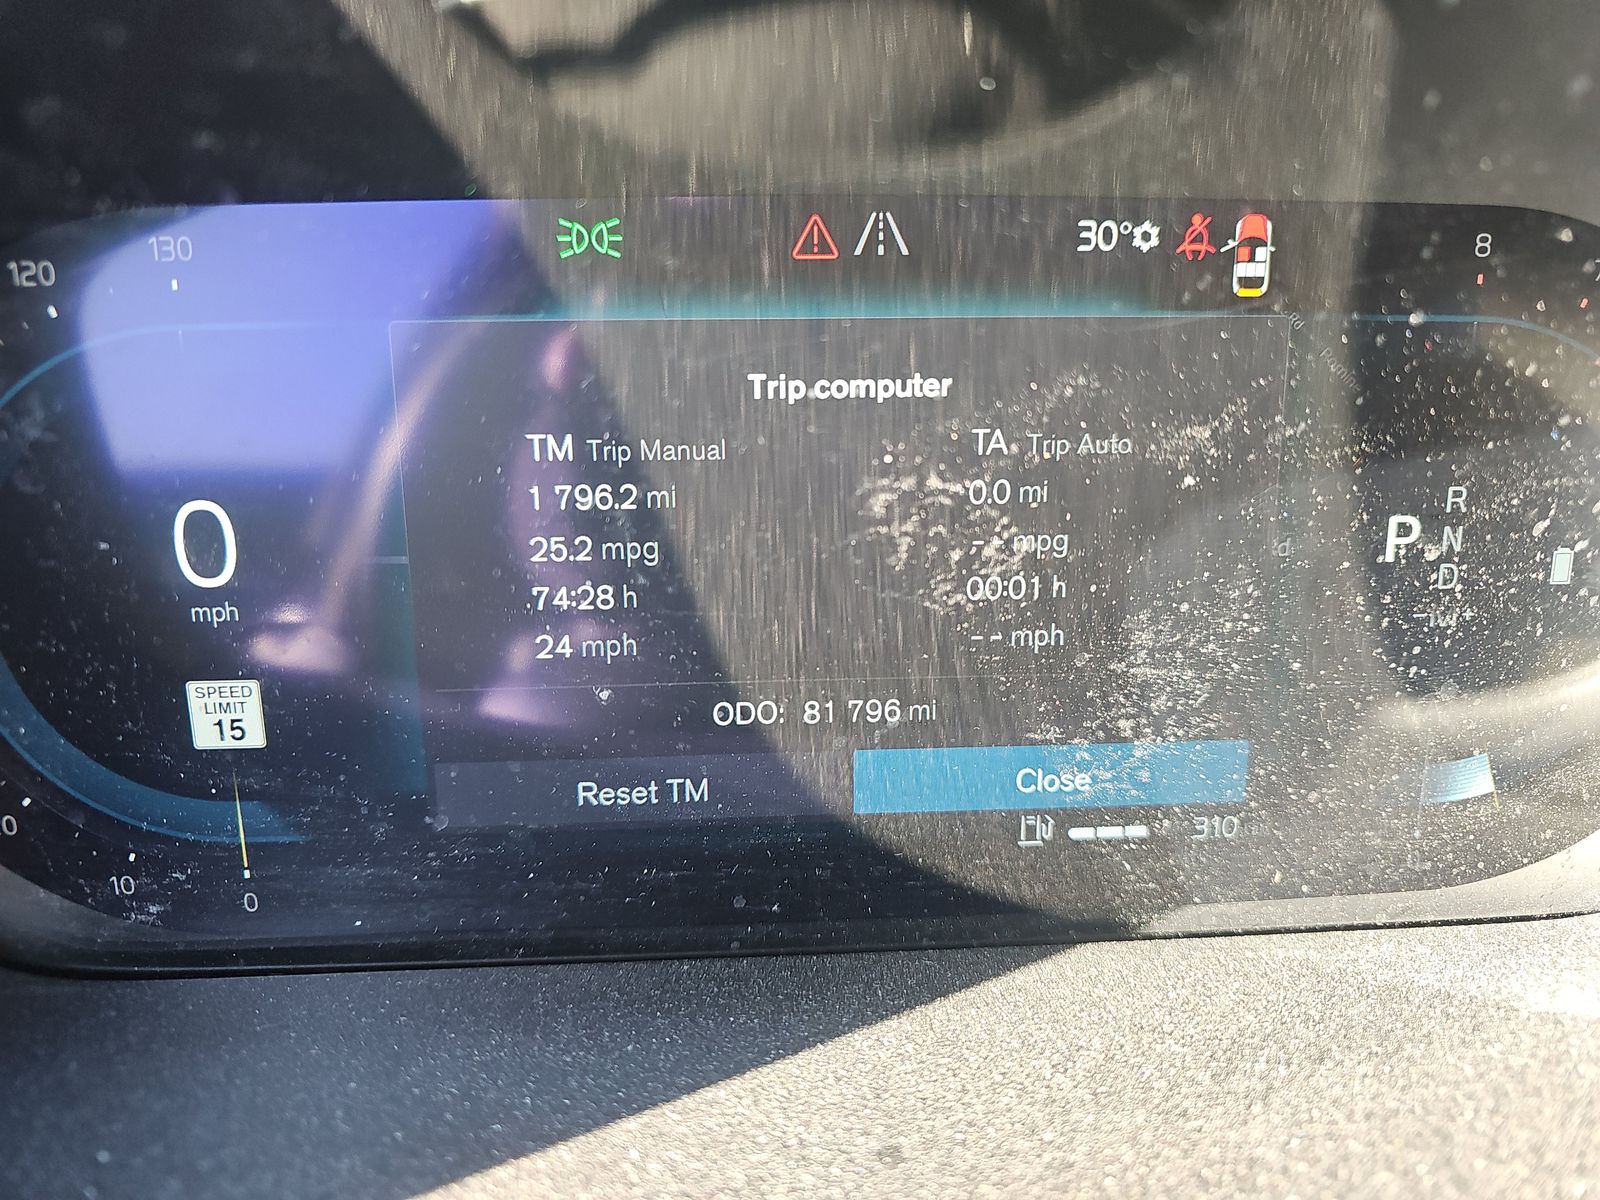 120
130
30°
8
Trip computer
TM Trip Manual
1 796.2 mi
25.2 mpg
74:28 h
24 mph
TA Trip Auto
0.0 mi
-- mpg
00:01 h
-- mph
0
mph
SPEED
LIMIT
15
R
P N
D
ODO: 81 796 mi
Reset TM
Close
310
10
0